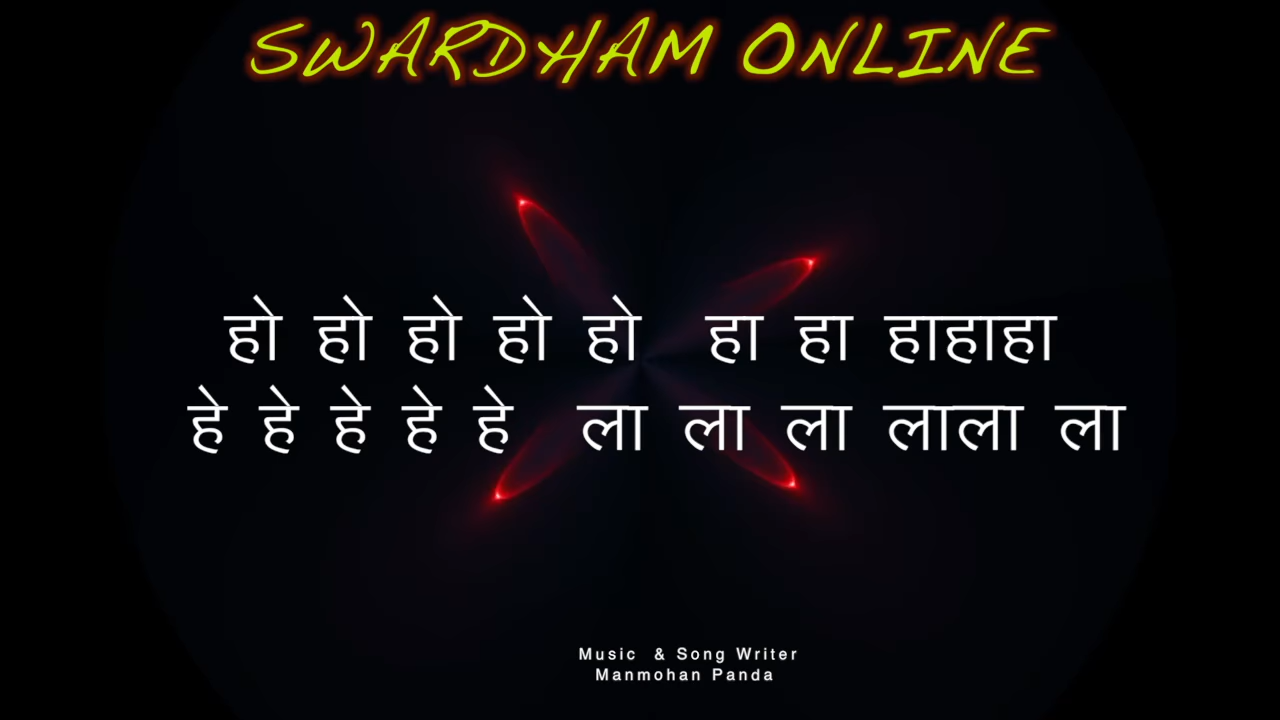 SWARDHAM ONLINE
हो हो हो हो हो हा हा हाहाहा
हे हे हे हे हे ला ला ला लाला ला
Music & Song Writer
Manmohan Panda